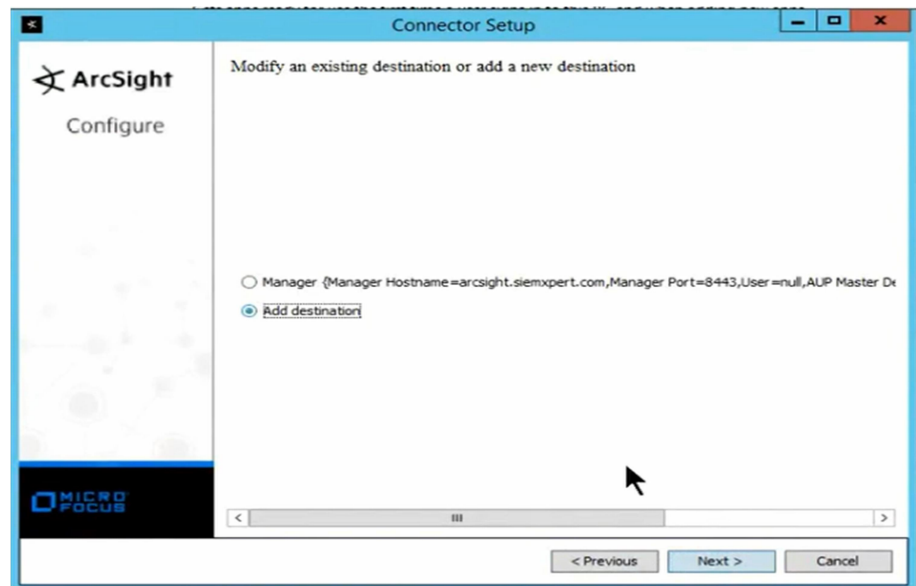 Connector Setup
ArcSight
Configure
Modify an existing destination or add a new destination
Manager {Manager Hostname=arcsight.siemxpert.com,Manager Port=8443,User=null,AUP Master De
Add destination
MICRO
FOCUS
< Previous
Next >
Cancel